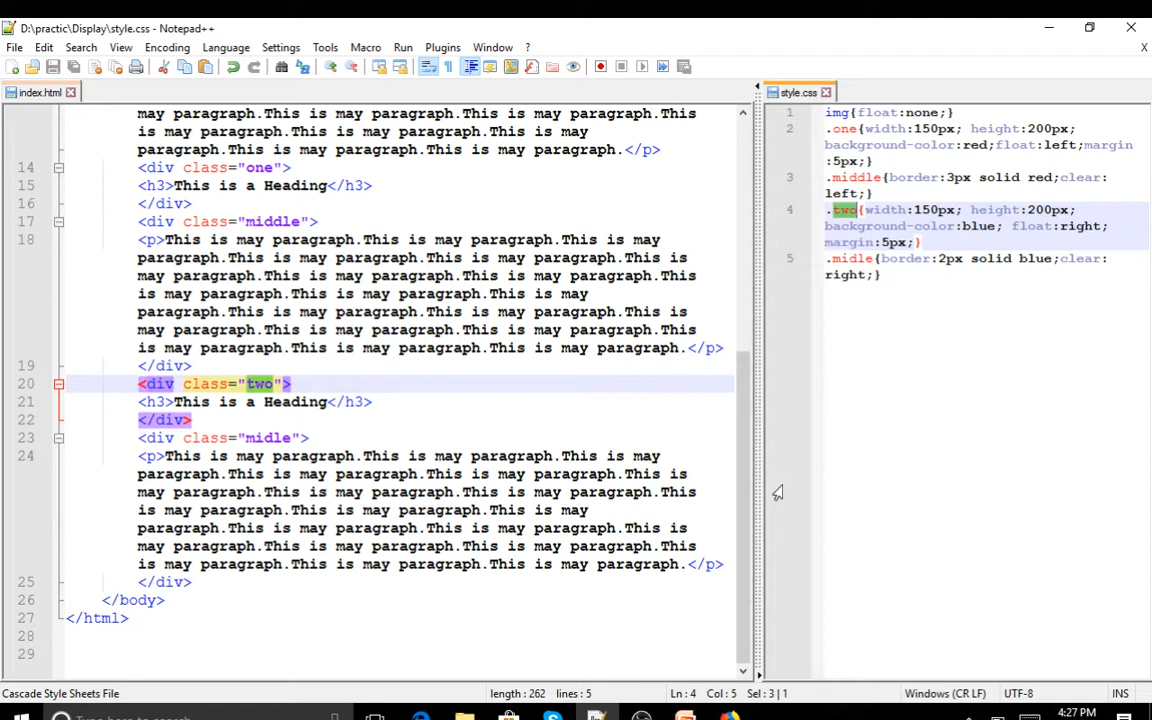 D:\practic\Display\style.css - Notepad++
File Edit Search View Encoding Language Settings Tools Macro Run Plugins Window ? X
index.html
may paragraph.This is may paragraph.This is may
is may paragraph.This is may paragraph.This is may
paragraph.This is may paragraph.This is may paragraph.</p>
14 <div class="one">
15 <h3>This is a Heading</h3>
16 </div>
17 <div class="middle">
18 <p>This is may paragraph.This is may paragraph.This is may
paragraph.This is may paragraph.This is may paragraph.This is
may paragraph.This is may paragraph.This is may paragraph.This
is may paragraph.This is may paragraph.This is may
paragraph.This is may paragraph.This is may paragraph.This is
may paragraph.This is may paragraph.This is may paragraph.This
is may paragraph.This is may paragraph.This is may paragraph.</p>
19 </div>
20 <div class="two">
21 <h3>This is a Heading</h3>
22 </div>
23 <div class="midle">
24 <p>This is may paragraph.This is may paragraph.This is may
paragraph.This is may paragraph.This is may paragraph.This is
may paragraph.This is may paragraph.This is may paragraph.This
is may paragraph.This is may paragraph.This is may
paragraph.This is may paragraph.This is may paragraph.This is
may paragraph.This is may paragraph.This is may paragraph.This
is may paragraph.This is may paragraph.This is may paragraph.</p>
25 </div>
26 </body>
27 </html>
28
29
style.css
1 img{float:none;}
2 .one{width:150px; height:200px;
background-color:red;float:left;margin
:5px;}
3 .middle{border:3px solid red;clear:
left;}
4 .two{width:150px; height:200px;
background-color:blue; float:right;
margin:5px;}
5 .midle{border:2px solid blue;clear:
right;}
Cascade Style Sheets File length : 262 lines : 5 Ln : 4 Col : 5 Sel : 3 | 1 Windows (CR LF) UTF-8 INS
Type here to search
4:27 PM